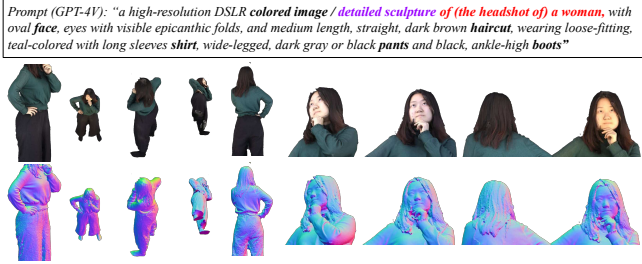 Prompt (GPT-4V): “a high-resolution DSLR colored image / detailed sculpture of (the headshot of) a woman, with
oval face, eyes with visible epicanthic folds, and medium length, straight, dark brown haircut, wearing loose-fitting,
teal-colored with long sleeves shirt, wide-legged, dark gray or black pants and black, ankle-high boots”